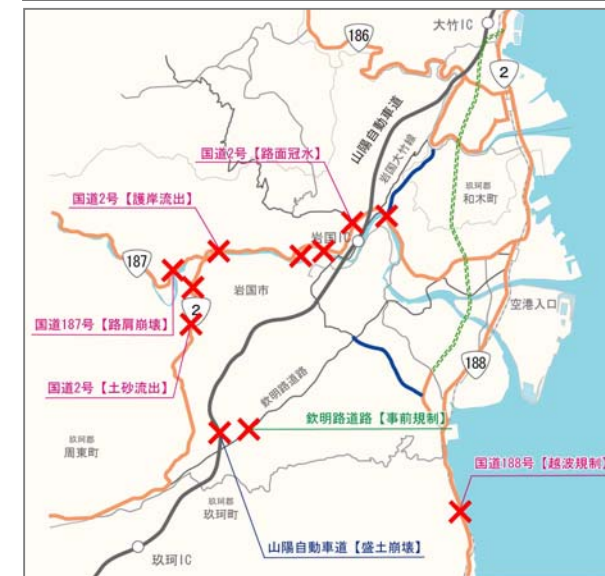 大竹IC
186
2
山陽自動車道
岩国大竹線
国道2号【路面冠水】
玖珂郡
和木町
国道2号【護岸流出】
岩国IC
187
岩国市
2
空港入口
国道187号【路肩崩壊】
188
国道2号【土砂流出】
欽明路道路
欽明路道路【事前規制】
玖珂郡
周東町
国道188号【越波規制】
玖珂郡
玖珂町
山陽自動車道【盛土崩壊】
玖珂IC